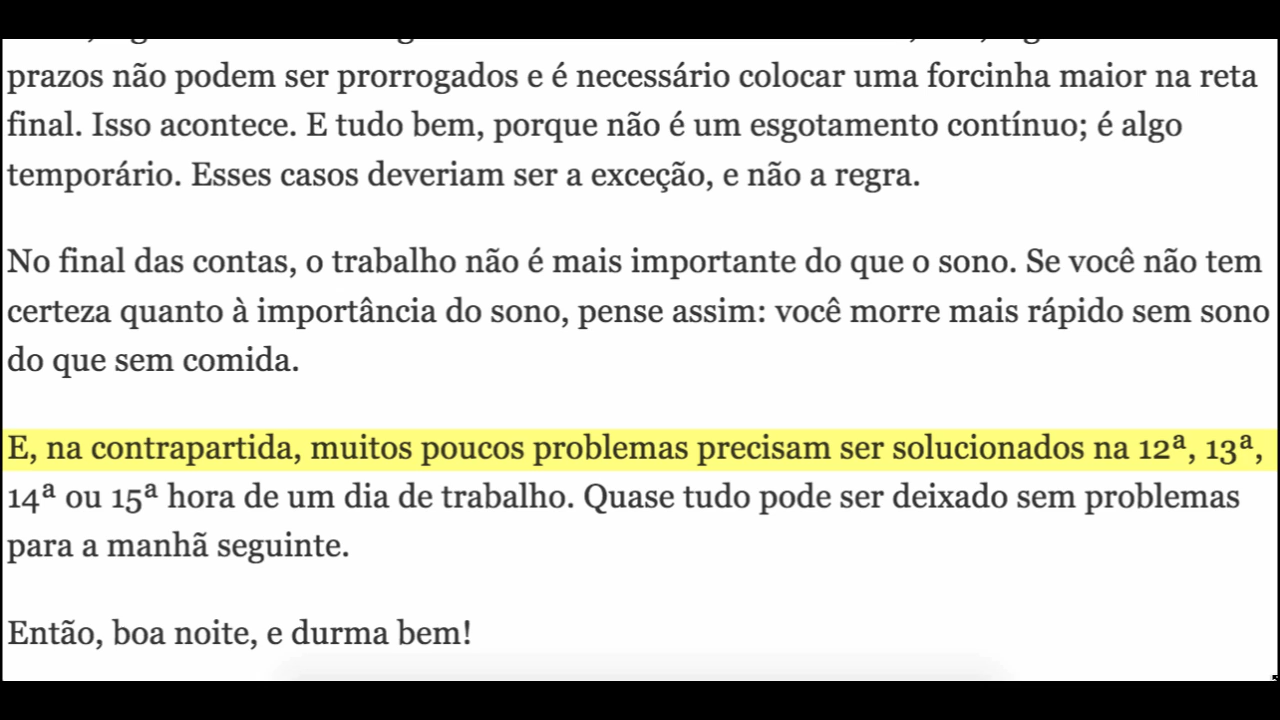 prazos não podem ser prorrogados e é necessário colocar uma forcinha maior na reta
final. Isso acontece. E tudo bem, porque não é um esgotamento contínuo; é algo
temporário. Esses casos deveriam ser a exceção, e não a regra.
No final das contas, o trabalho não é mais importante do que o sono. Se você não tem
certeza quanto à importância do sono, pense assim: você morre mais rápido sem sono
do que sem comida.
E, na contrapartida, muitos poucos problemas precisam ser solucionados na 12ª, 13ª,
14ª ou 15ª hora de um dia de trabalho. Quase tudo pode ser deixado sem problemas
para a manhã seguinte.
Então, boa noite, e durma bem!